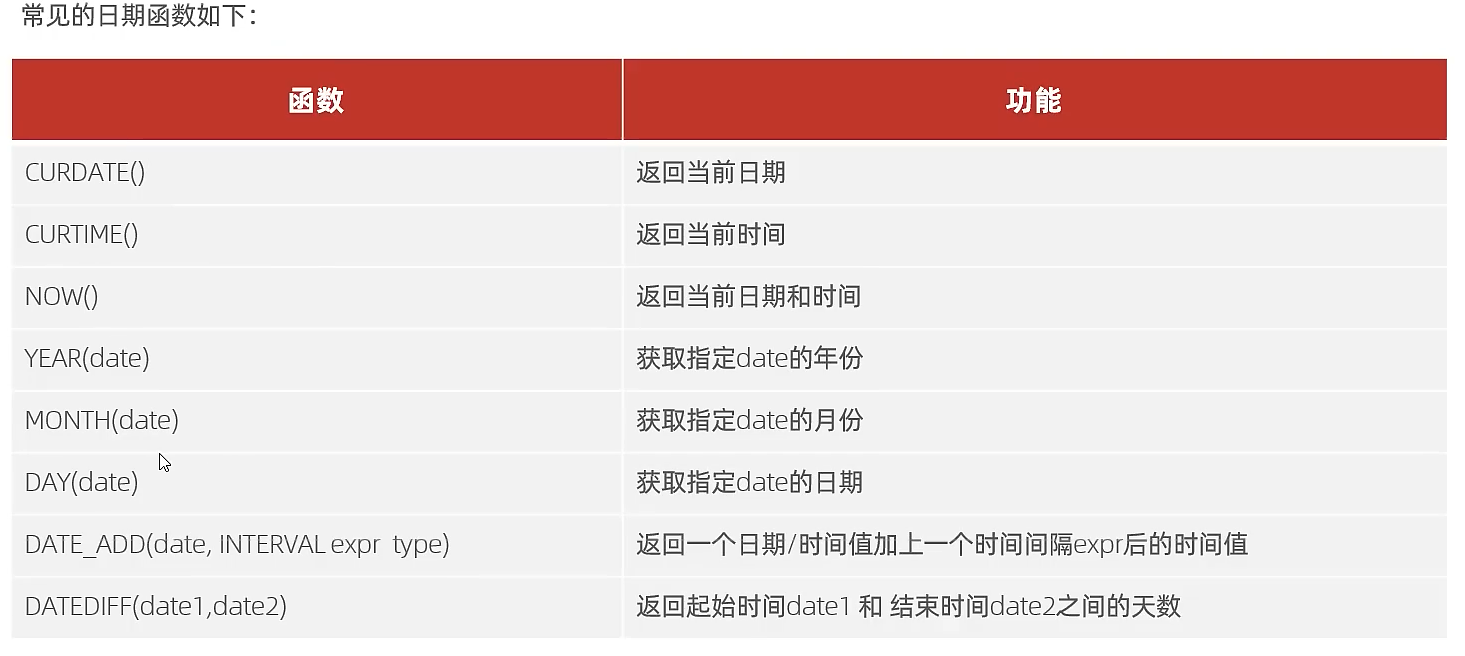 常见的日期函数如下：
函数 功能
CURDATE() 返回当前日期
CURTIME() 返回当前时间
NOW() 返回当前日期和时间
YEAR(date) 获取指定date的年份
MONTH(date) 获取指定date的月份
DAY(date) 获取指定date的日期
DATE_ADD(date, INTERVAL expr type) 返回一个日期/时间值加上一个时间间隔expr后的时间值
DATEDIFF(date1,date2) 返回起始时间date1 和 结束时间date2之间的天数